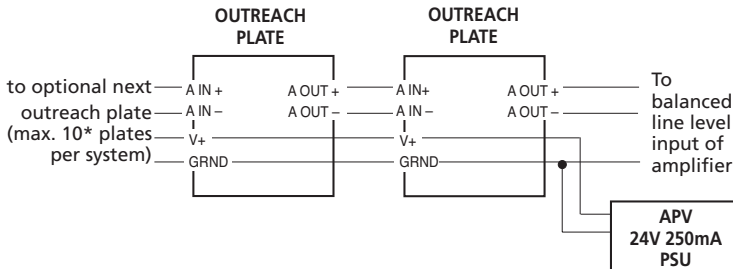 OUTREACH
PLATE
OUTREACH
PLATE
to optional next
outreach plate
(max. 10* plates
per system)
A IN +
A IN –
V+
GRND
A OUT +
A OUT –
A IN+
A IN –
V+
GRND
A OUT +
A OUT –
To
balanced
line level
input of
amplifier
APV
24V 250mA
PSU